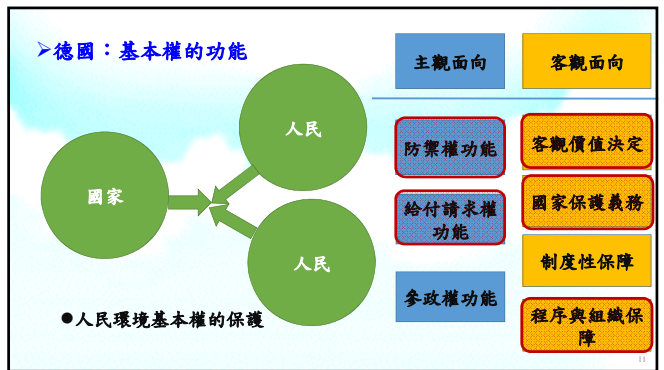 ➢德國：基本權的功能
主觀面向
客觀面向
人民
國家
人民
防禦權功能
給付請求權
功能
參政權功能
客觀價值決定
國家保護義務
制度性保障
程序與組織保
障
●人民環境基本權的保護
11